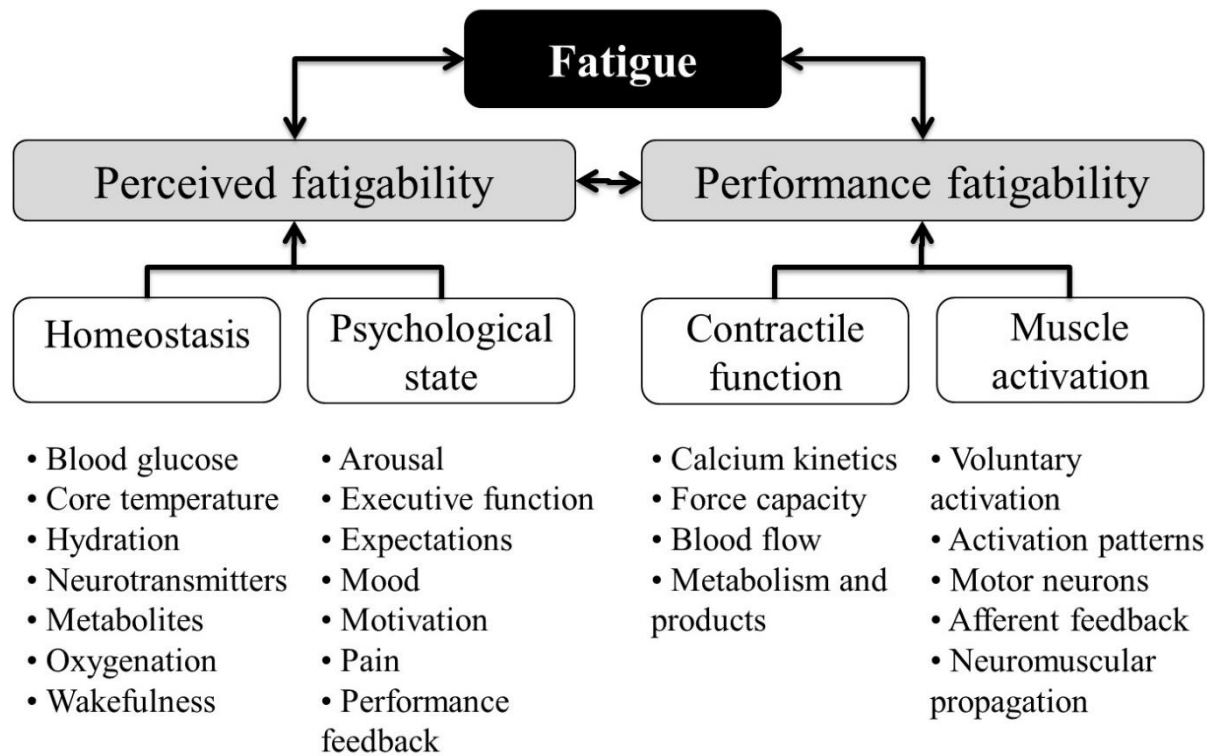 Fatigue
Perceived fatigability
Performance fatigability
Homeostasis
Psychological
state
Contractile
function
Muscle
activation
• Blood glucose
• Core temperature
• Hydration
• Neurotransmitters
• Metabolites
• Oxygenation
• Wakefulness
• Arousal
• Executive function
• Expectations
• Mood
• Motivation
• Pain
• Performance
feedback
• Calcium kinetics
• Force capacity
• Blood flow
• Metabolism and
products
• Voluntary
activation
• Activation patterns
• Motor neurons
• Afferent feedback
• Neuromuscular
propagation